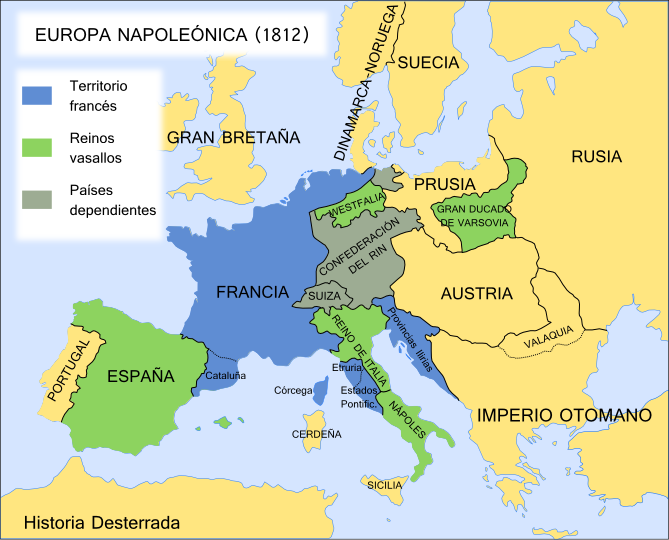 EUROPA NAPOLEÓNICA (1812)
Territorio
francés
Reinos
vasallos
Países
dependientes
DINAMARCA-NORUEGA
SUECIA
GRAN BRETAÑA
RUSIA
PRUSIA
WESTFALIA
GRAN DUCADO
DE VARSOVIA
CONFEDERACIÓN
DEL RIN
FRANCIA
SUIZA
AUSTRIA
Provincias Ilirias
VALAQUIA
REINO DE ITALIA
PORTUGAL
ESPAÑA
Cataluña
Etruria
Córcega
Estados
Pontific.
NÁPOLES
IMPERIO OTOMANO
CERDEÑA
SICILIA
Historia Desterrada